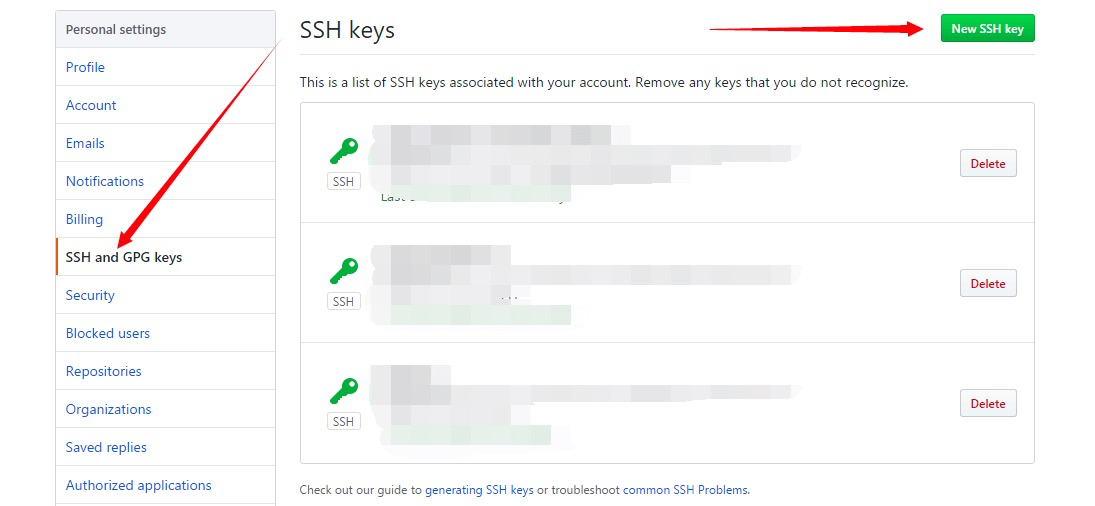 Personal settings
Profile
Account
Emails
Notifications
Billing
SSH and GPG keys
Security
Blocked users
Repositories
Organizations
Saved replies
Authorized applications
SSH keys
New SSH key
This is a list of SSH keys associated with your account. Remove any keys that you do not recognize.
SSH
Delete
SSH
Delete
SSH
Delete
Check out our guide to generating SSH keys or troubleshoot common SSH Problems.